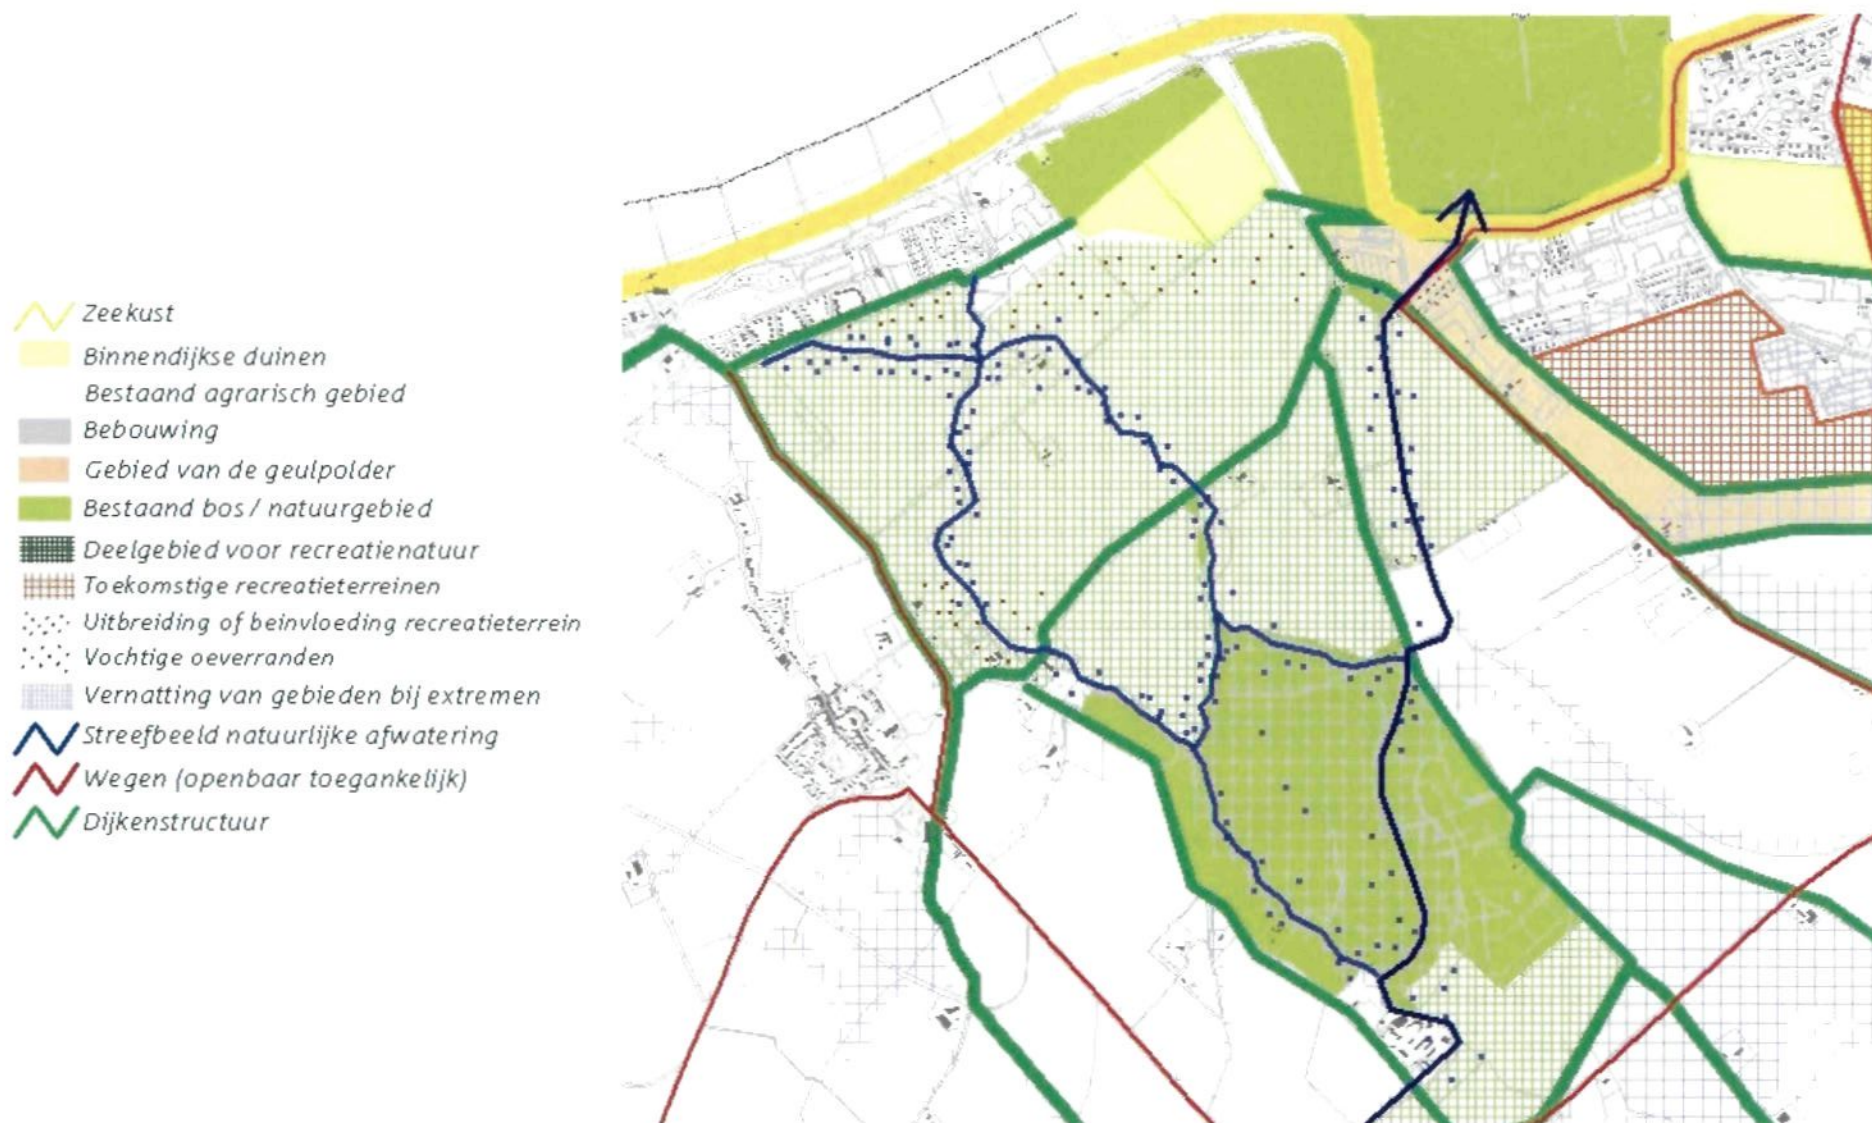 Zeekust
Binnendijkse duinen
Bestaand agrarisch gebied
Bebouwing
Gebied van de geulpolder
Bestaand bos / natuurgebied
Deelgebied voor recreatienatuur
Toekomstige recreatieterreinen
Uitbreiding of beinvloeding recreatieterrein
Vochtige oeverranden
Vernatting van gebieden bij extremen
Streefbeeld natuurlijke afwatering
Wegen (openbaar toegankelijk)
Dijkenstructuur